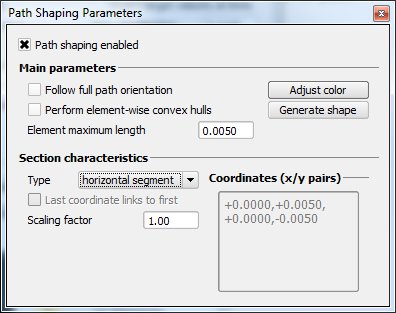 Path Shaping Parameters
Path shaping enabled
Main parameters
Follow full path orientation
Adjust color
Perform element-wise convex hulls
Generate shape
Element maximum length
0.0050
Section characteristics
Type
horizontal segment
Last coordinate links to first
Scaling factor
1.00
Coordinates (x/y pairs)
+0.0000,+0.0050,
+0.0000,-0.0050